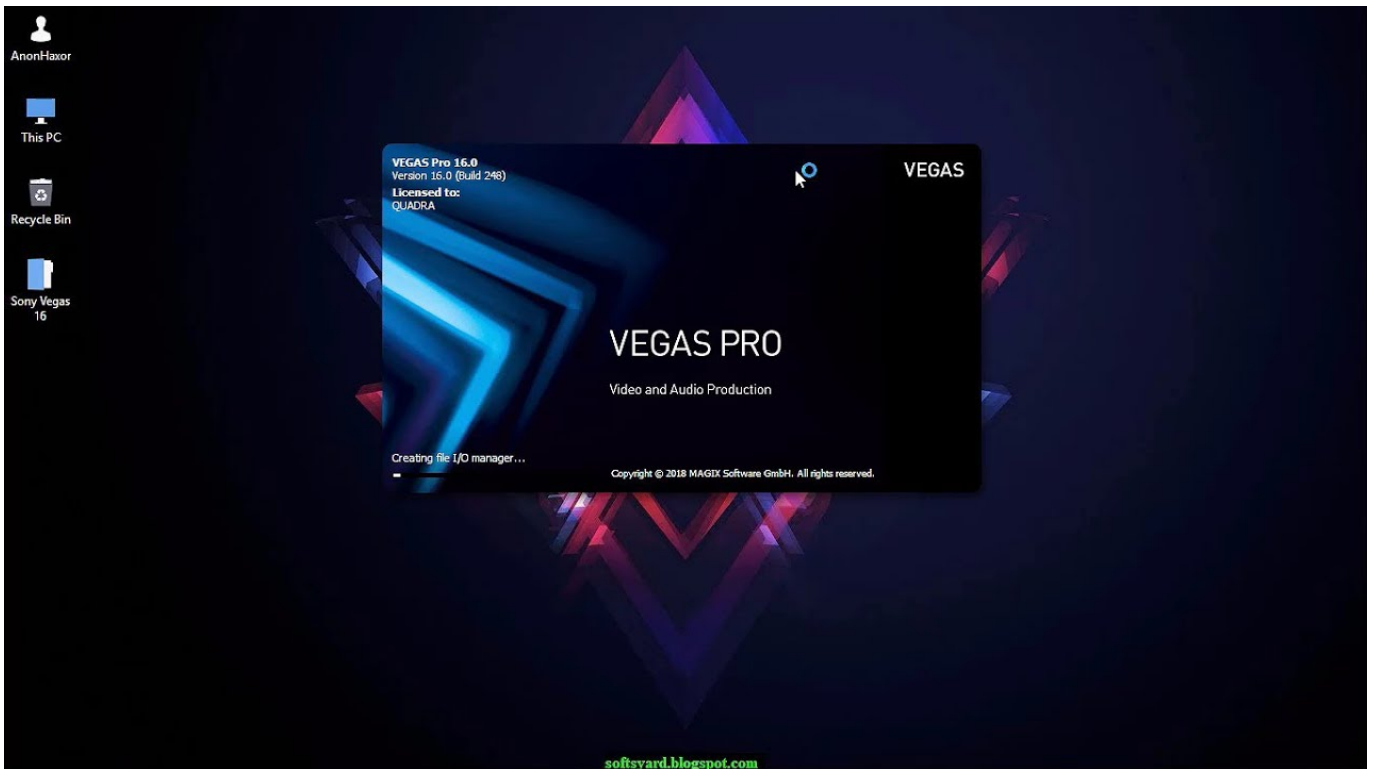 AnonHaxor
This PC
Recycle Bin
Sony Vegas
16
VEGAS Pro 16.0
Version 16.0 (Build 248)
Licensed to:
QUADRA
VEGAS
VEGAS PRO
Video and Audio Production
Creating file I/O manager...
Copyright © 2018 MAGIX Software GmbH. All rights reserved.
softsvard.blogspot.com